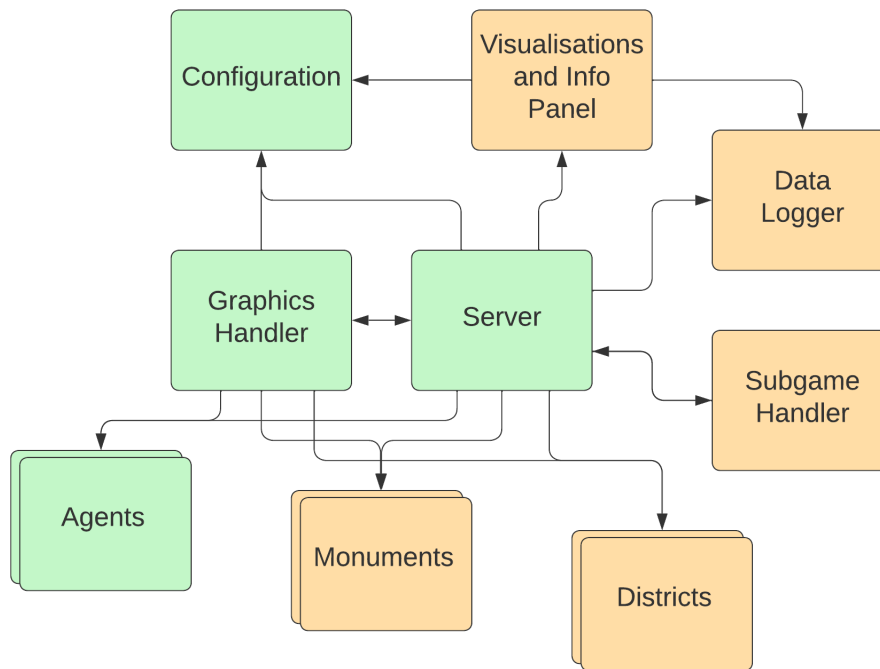 Configuration
Visualisations
and Info
Panel
Data
Logger
Graphics
Handler
Server
Subgame
Handler
Agents
Monuments
Districts